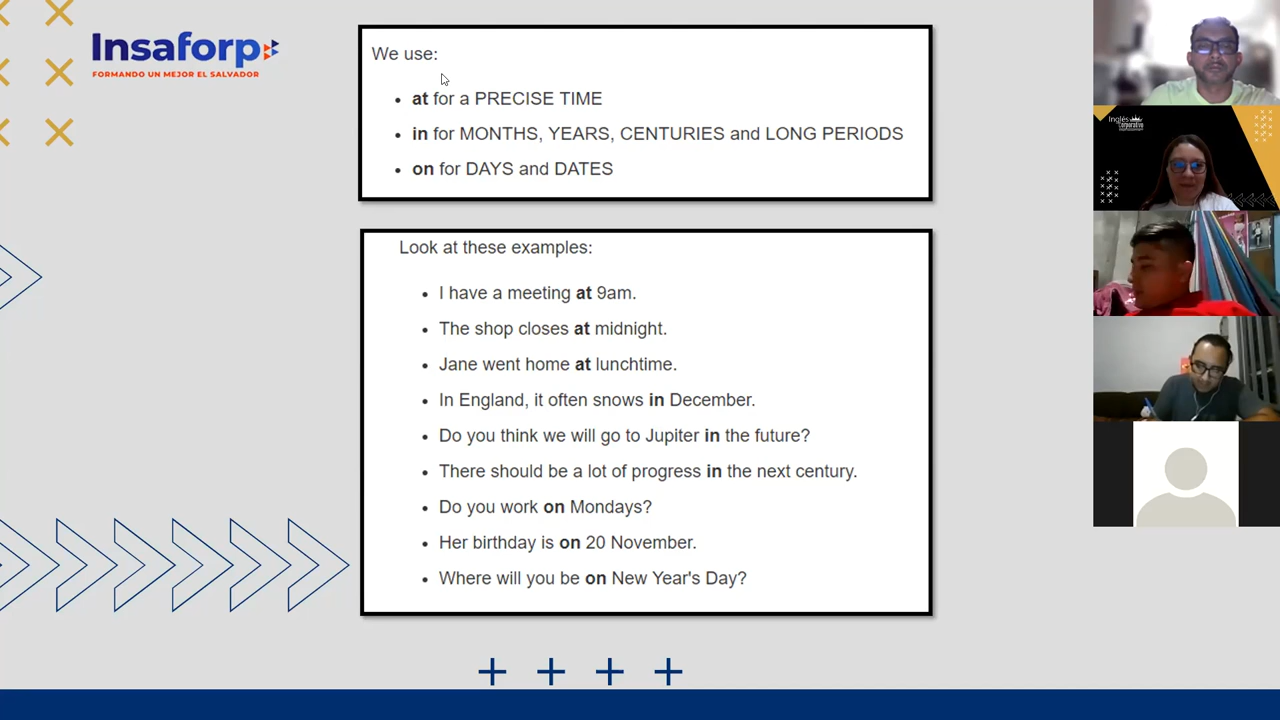 Insaforp
FORMANDO UN MEJOR EL SALVADOR
We use:
• at for a PRECISE TIME
• in for MONTHS, YEARS, CENTURIES and LONG PERIODS
• on for DAYS and DATES
Look at these examples:
• I have a meeting at 9am.
• The shop closes at midnight.
• Jane went home at lunchtime.
• In England, it often snows in December.
• Do you think we will go to Jupiter in the future?
• There should be a lot of progress in the next century.
• Do you work on Mondays?
• Her birthday is on 20 November.
• Where will you be on New Year's Day?
Inglés
Corporativo